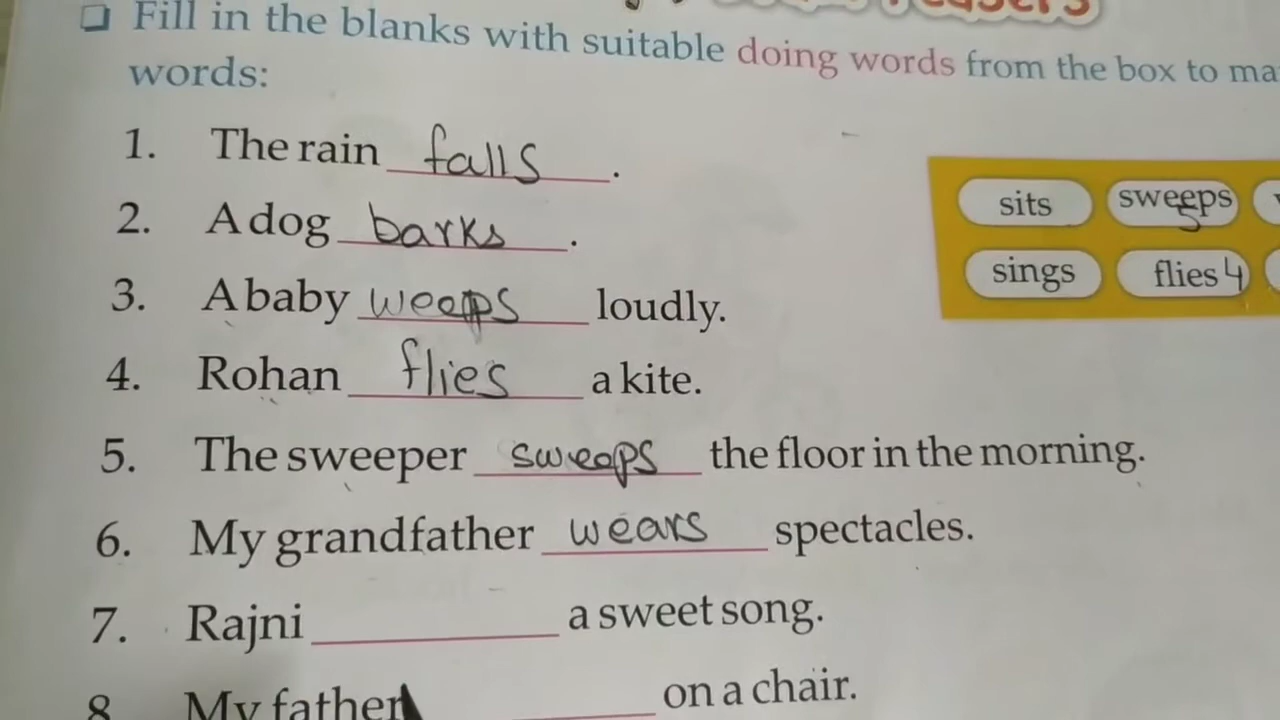 ❑ Fill in the blanks with suitable doing words from the box to ma
words:
1. The rain falls.
2. A dog barks.
3. A baby weeps loudly.
4. Rohan flies a kite.
5. The sweeper sweeps the floor in the morning.
6. My grandfather wears spectacles.
7. Rajni ________ a sweet song.
8. My father ________ on a chair.
sits sweeps 5
sings flies 4